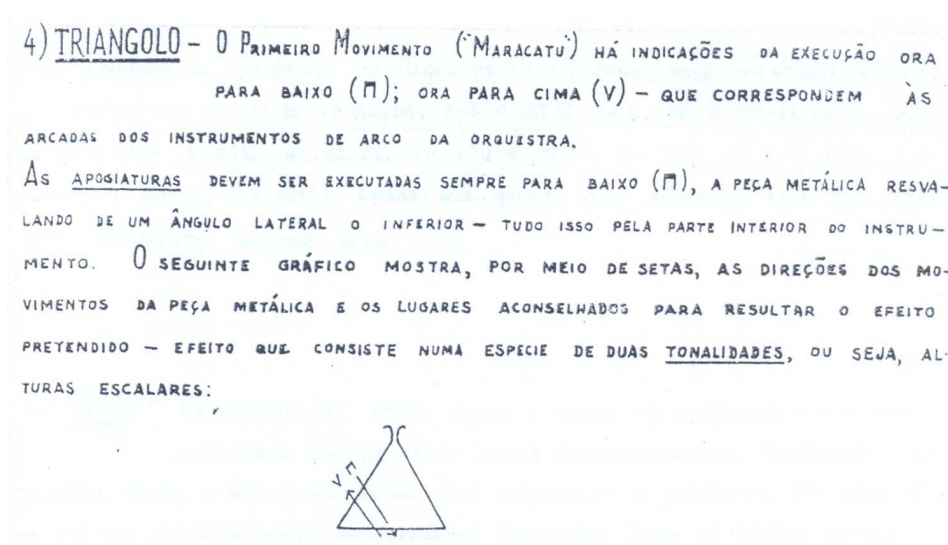 4) TRIANGOLO – O PRIMEIRO MOVIMENTO ("MARACATU") HÁ INDICAÇÕES DA EXECUÇÃO ORA
PARA BAIXO (⊓); ORA PARA CIMA (V) – QUE CORRESPONDEM ÀS
ARCADAS DOS INSTRUMENTOS DE ARCO DA ORQUESTRA.
AS APOGIATURAS DEVEM SER EXECUTADAS SEMPRE PARA BAIXO (⊓), A PEÇA METÁLICA RESVA-
LANDO DE UM ÂNGULO LATERAL O INFERIOR – TUDO ISSO PELA PARTE INTERIOR DO INSTRU-
MENTO. O SEGUINTE GRÁFICO MOSTRA, POR MEIO DE SETAS, AS DIREÇÕES DOS MO-
VIMENTOS DA PEÇA METÁLICA E OS LUGARES ACONSELHADOS PARA RESULTAR O EFEITO
PRETENDIDO – EFEITO QUE CONSISTE NUMA ESPECIE DE DUAS TONALIDADES, OU SEJA, AL-
TURAS ESCALARES:
V ⊓